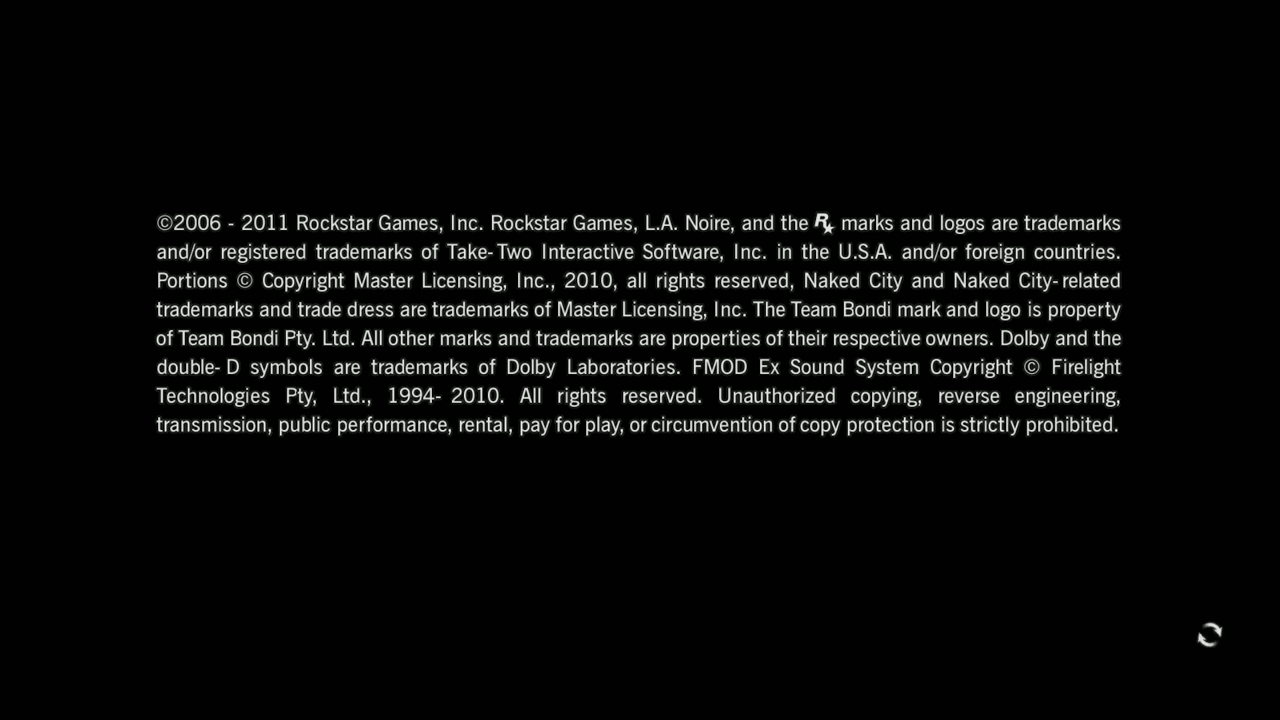 ©2006 - 2011 Rockstar Games, Inc. Rockstar Games, L.A. Noire, and the R marks and logos are trademarks
and/or registered trademarks of Take-Two Interactive Software, Inc. in the U.S.A. and/or foreign countries.
Portions © Copyright Master Licensing, Inc., 2010, all rights reserved, Naked City and Naked City-related
trademarks and trade dress are trademarks of Master Licensing, Inc. The Team Bondi mark and logo is property
of Team Bondi Pty. Ltd. All other marks and trademarks are properties of their respective owners. Dolby and the
double-D symbols are trademarks of Dolby Laboratories. FMOD Ex Sound System Copyright © Firelight
Technologies Pty, Ltd., 1994- 2010. All rights reserved. Unauthorized copying, reverse engineering,
transmission, public performance, rental, pay for play, or circumvention of copy protection is strictly prohibited.